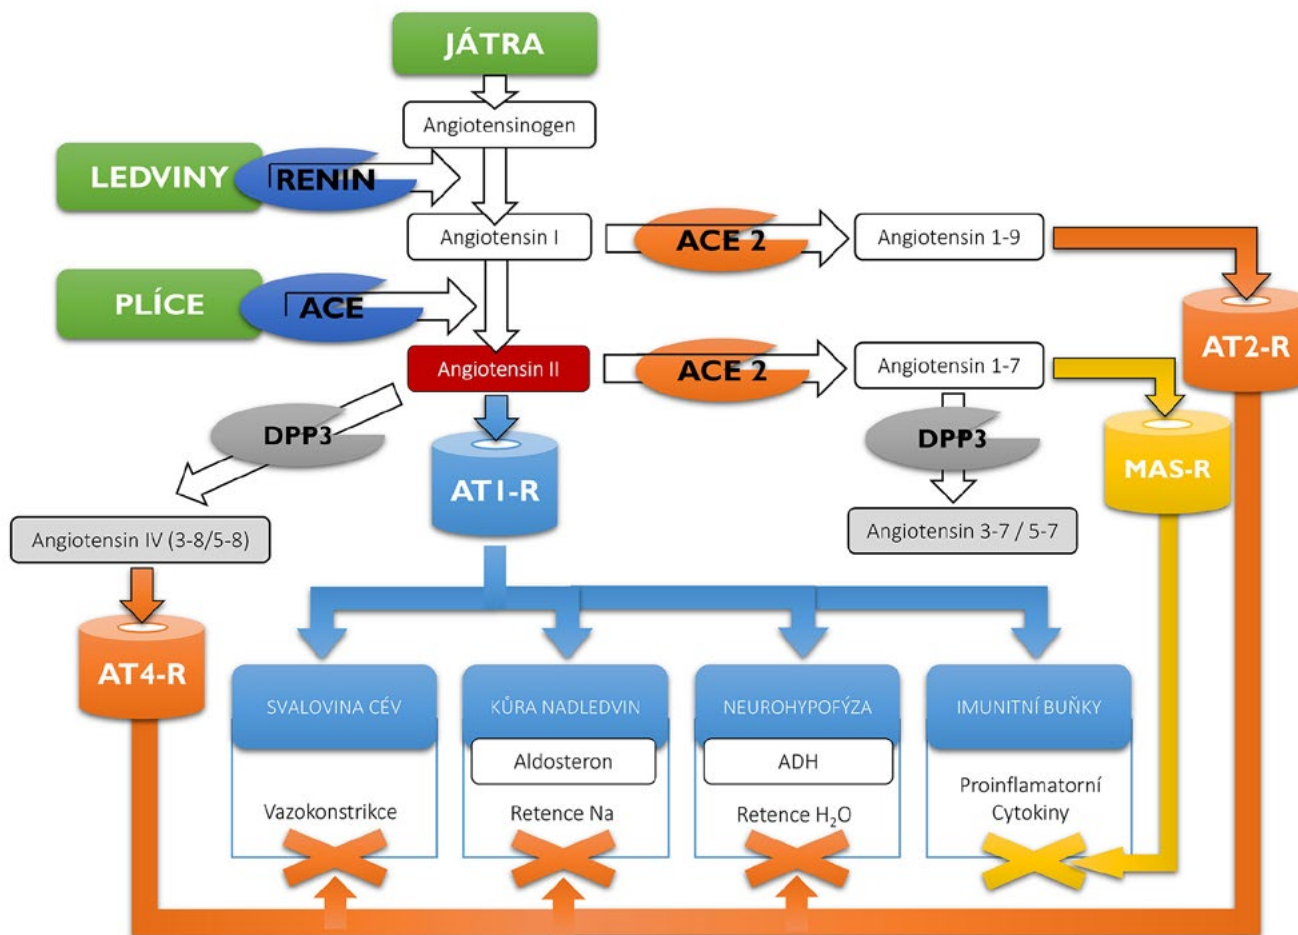 JÁTRA
Angiotensinogen
LEDVINY
RENIN
Angiotensin I
ACE 2
Angiotensin 1-9
PLÍCE
ACE
AT2-R
Angiotensin II
ACE 2
Angiotensin 1-7
DPP3
DPP3
AT1-R
MAS-R
Angiotensin IV (3-8/5-8)
Angiotensin 3-7 / 5-7
AT4-R
SVALOVINA CÉV
KŮRA NADLEDVIN
NEUROHYPOFÝZA
IMUNITNÍ BUŇKY
Aldosteron
ADH
Proinflamatorní
Cytokiny
Vazokonstrikce
Retence Na
Retence H₂O